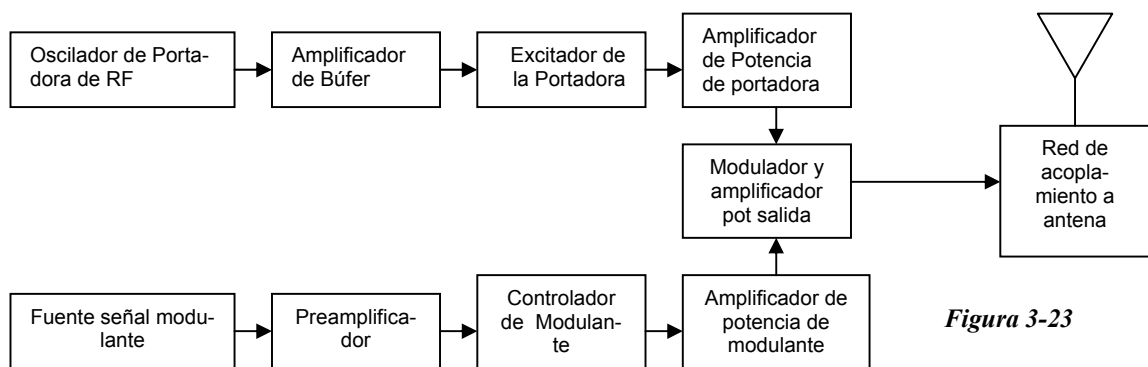 Oscilador de Porta-
dora de RF
Amplificador
de Búfer
Excitador de
la Portadora
Amplificador
de Potencia
de portadora
Modulador y
amplificador
pot salida
Red de
acopla-
miento a
antena
Fuente señal modu-
lante
Preamplifica-
dor
Controlador
de Modulan-
te
Amplificador de
potencia de
modulante
Figura 3-23